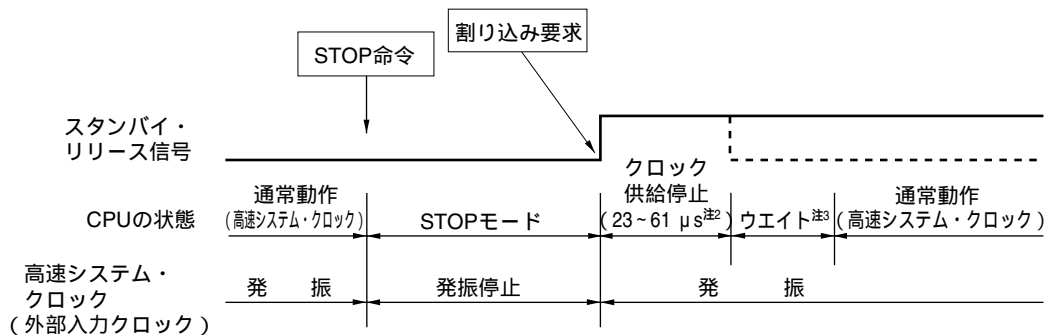 割り込み要求
STOP命令
スタンバイ・
リリース信号
クロック
供給停止
(23~61 μs注2)
通常動作
(高速システム・クロック)
CPUの状態
STOPモード
ウエイト注3
通常動作
(高速システム・クロック)
高速システム・
クロック
(外部入力クロック)
発 振
発振停止
発 振